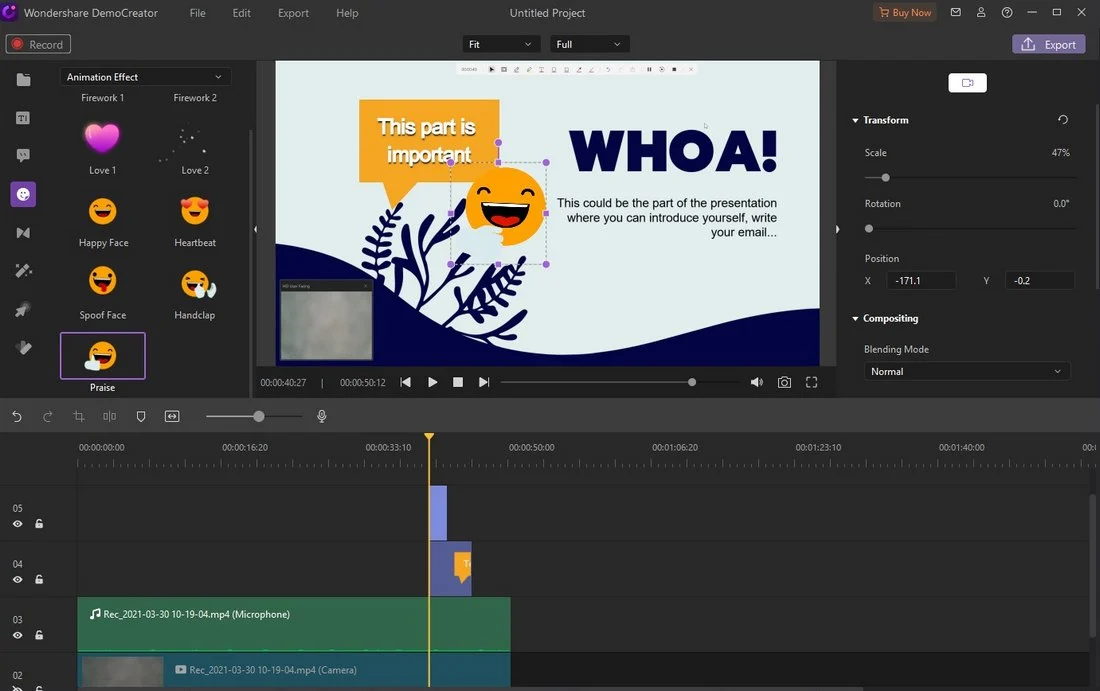 Wondershare DemoCreator File Edit Export Help Untitled Project Buy Now
Record Fit Full Export
Animation Effect
Firework 1 Firework 2
Love 1 Love 2
Happy Face Heartbeat
Spoof Face Handclap
Praise
This part is
important
WHOA!
This could be the part of the presentation
where you can introduce yourself, write
your email...
Transform
Scale 47%
Rotation 0.0°
Position
X -171.1 Y -0.2
Compositing
Blending Mode
Normal
00:00:40:27 | 00:00:50:12
00:00:00:00 00:00:16:20 00:00:33:10 00:00:50:00 00:01:06:20 00:01:23:10 00:01:40:00 00:0
05
04
03 Rec_2021-03-30 10-19-04.mp4 (Microphone)
02 Rec_2021-03-30 10-19-04.mp4 (Camera)